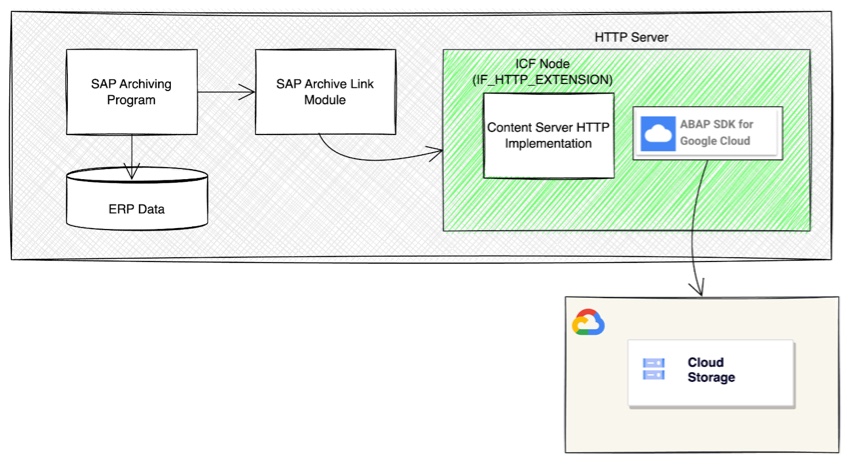 HTTP Server
SAP Archiving
Program
SAP Archive Link
Module
ICF Node
(IF_HTTP_EXTENSION)
Content Server HTTP
Implementation
ABAP SDK for
Google Cloud
ERP Data
Cloud
Storage